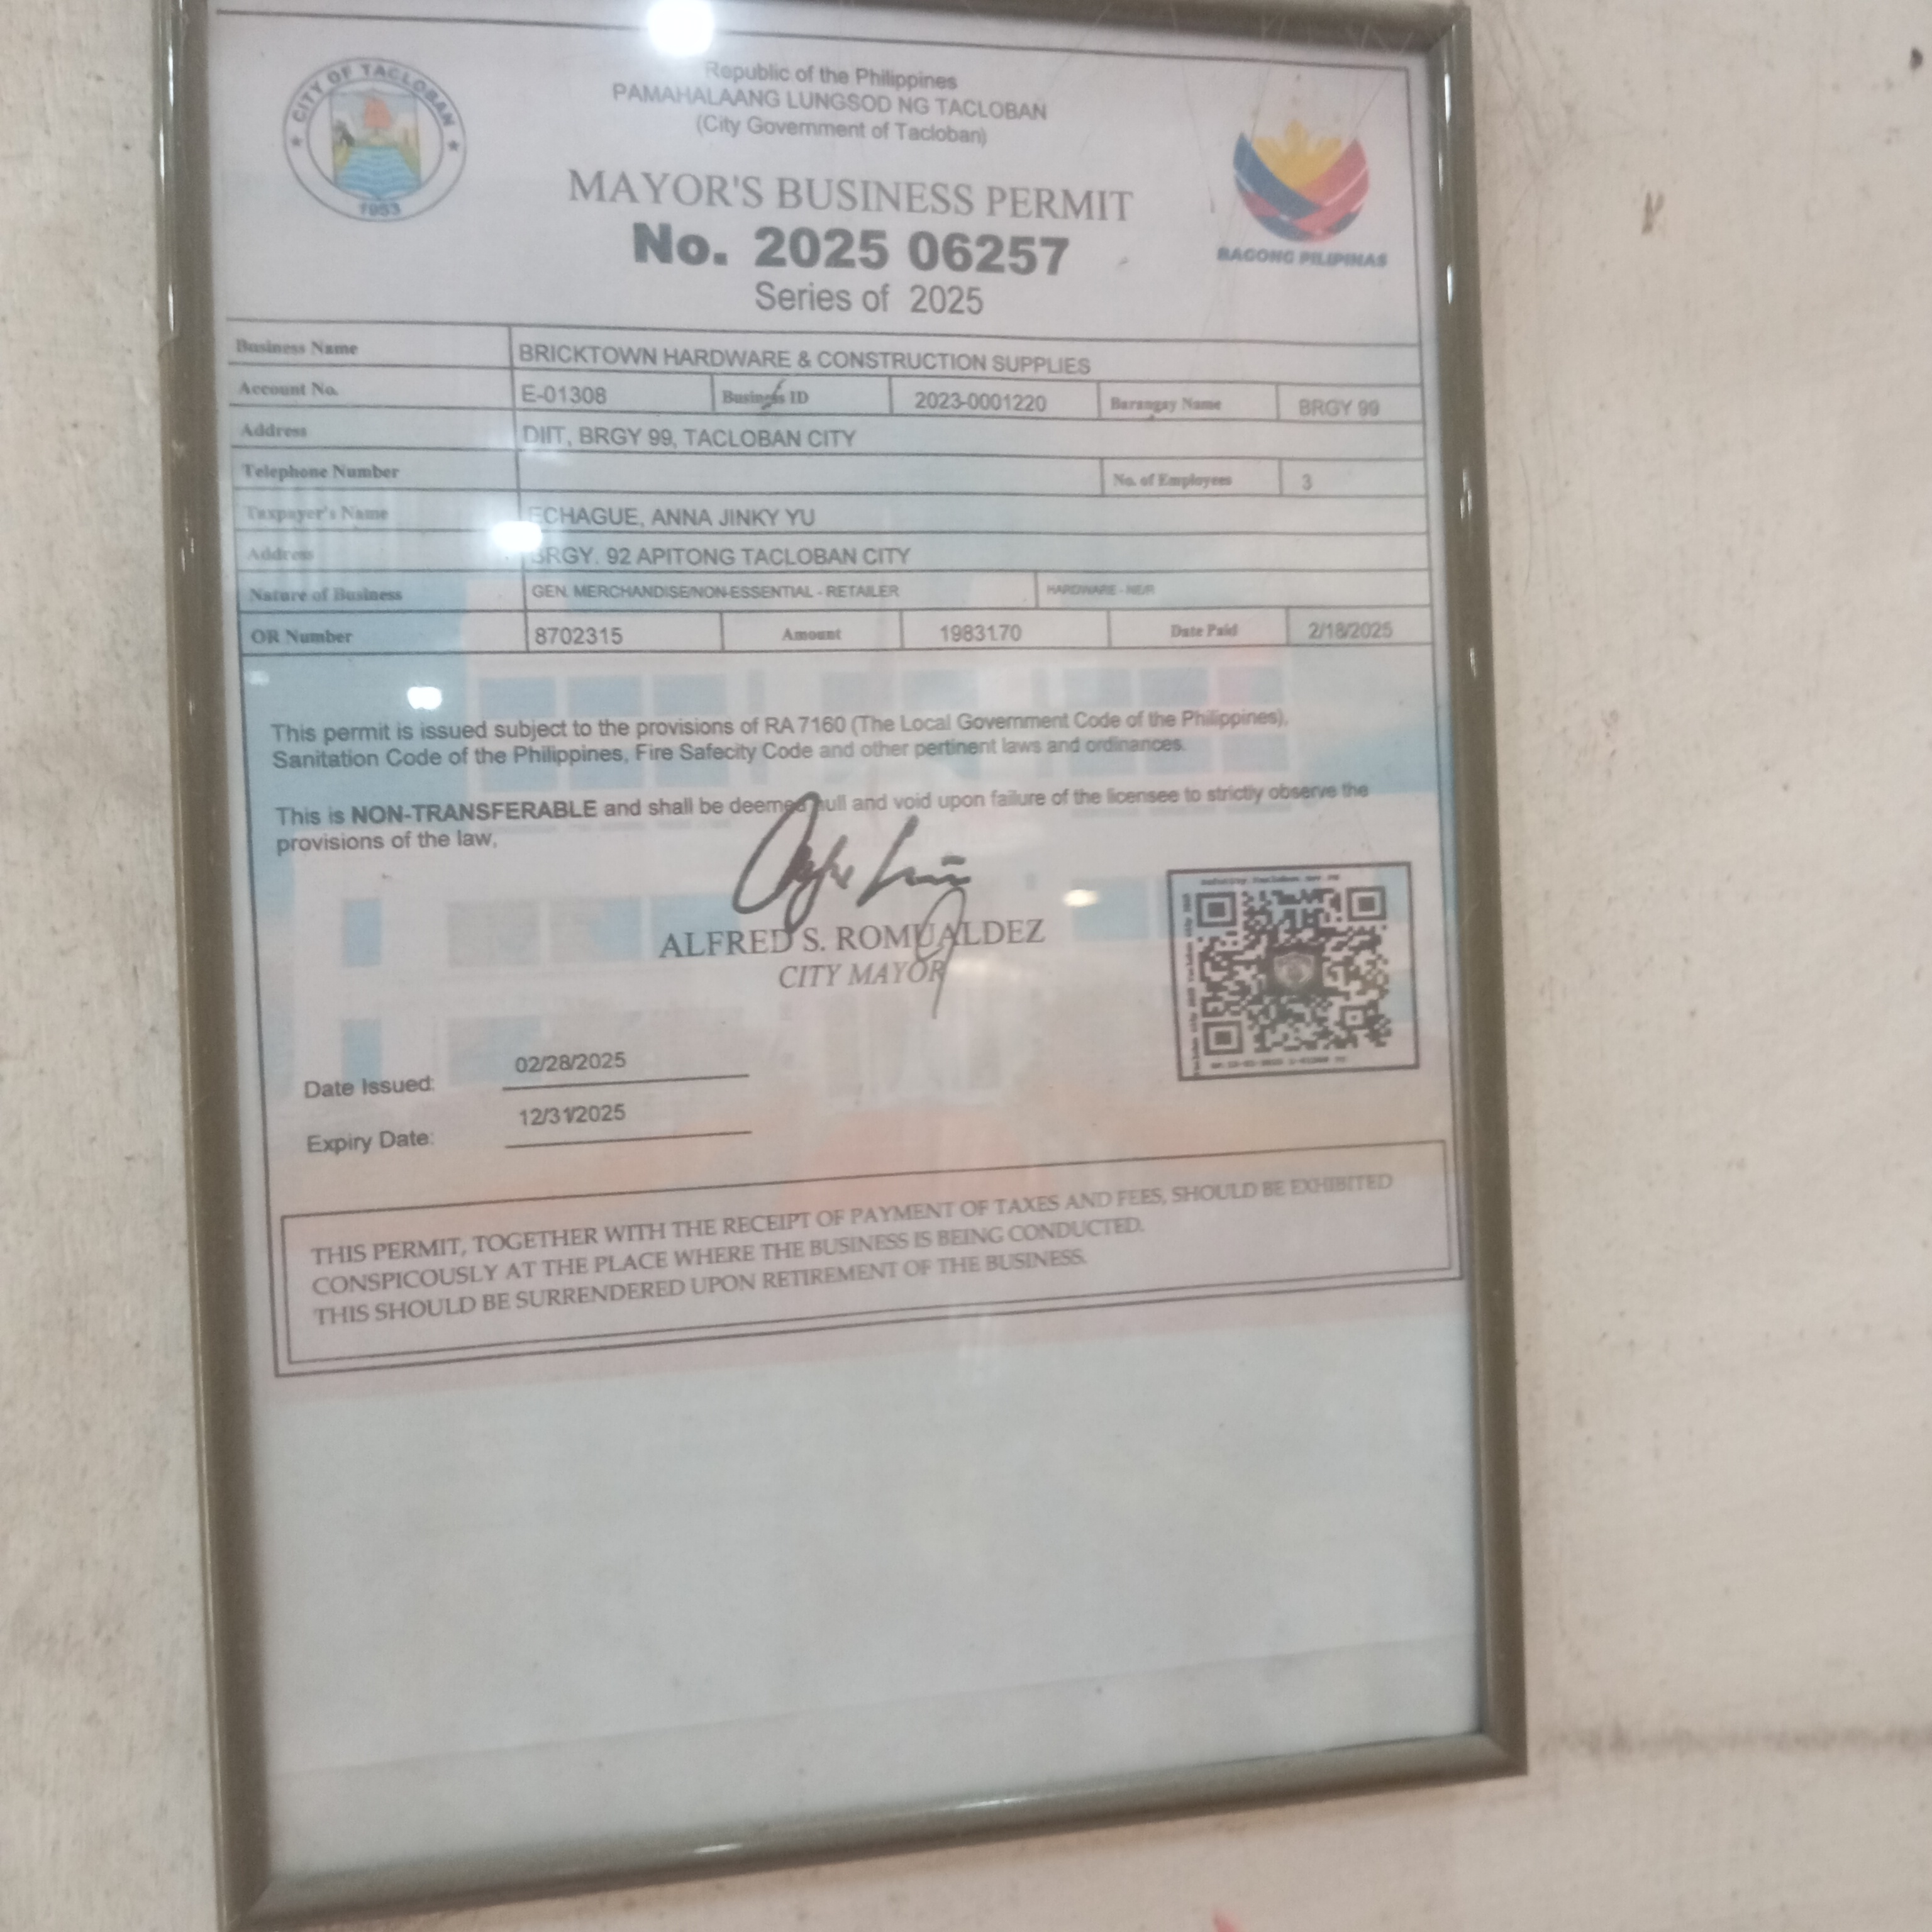 CITY OF TACLOBAN
1953
Republic of the Philippines
PAMAHALAANG LUNGSOD NG TACLOBAN
(City Government of Tacloban)
MAYOR'S BUSINESS PERMIT
No. 2025 06257
Series of 2025
BAGONG PILIPINAS
Business Name BRICKTOWN HARDWARE & CONSTRUCTION SUPPLIES
Account No. E-01308 Business ID 2023-0001220 Barangay Name BRGY 99
Address DIIT, BRGY 99, TACLOBAN CITY
Telephone Number No. of Employees 3
Taxpayer's Name ECHAGUE, ANNA JINKY YU
Address BRGY. 92 APITONG TACLOBAN CITY
Nature of Business GEN. MERCHANDISE/NON-ESSENTIAL - RETAILER HARDWARE - NE/R
OR Number 8702315 Amount 19831.70 Date Paid 2/18/2025
This permit is issued subject to the provisions of RA 7160 (The Local Government Code of the Philippines),
Sanitation Code of the Philippines, Fire Safecity Code and other pertinent laws and ordinances.
This is NON-TRANSFERABLE and shall be deemed null and void upon failure of the licensee to strictly observe the
provisions of the law,
ALFRED S. ROMUALDEZ
CITY MAYOR
Date Issued: 02/28/2025
Expiry Date: 12/31/2025
THIS PERMIT, TOGETHER WITH THE RECEIPT OF PAYMENT OF TAXES AND FEES, SHOULD BE EXHIBITED
CONSPICOUSLY AT THE PLACE WHERE THE BUSINESS IS BEING CONDUCTED.
THIS SHOULD BE SURRENDERED UPON RETIREMENT OF THE BUSINESS.